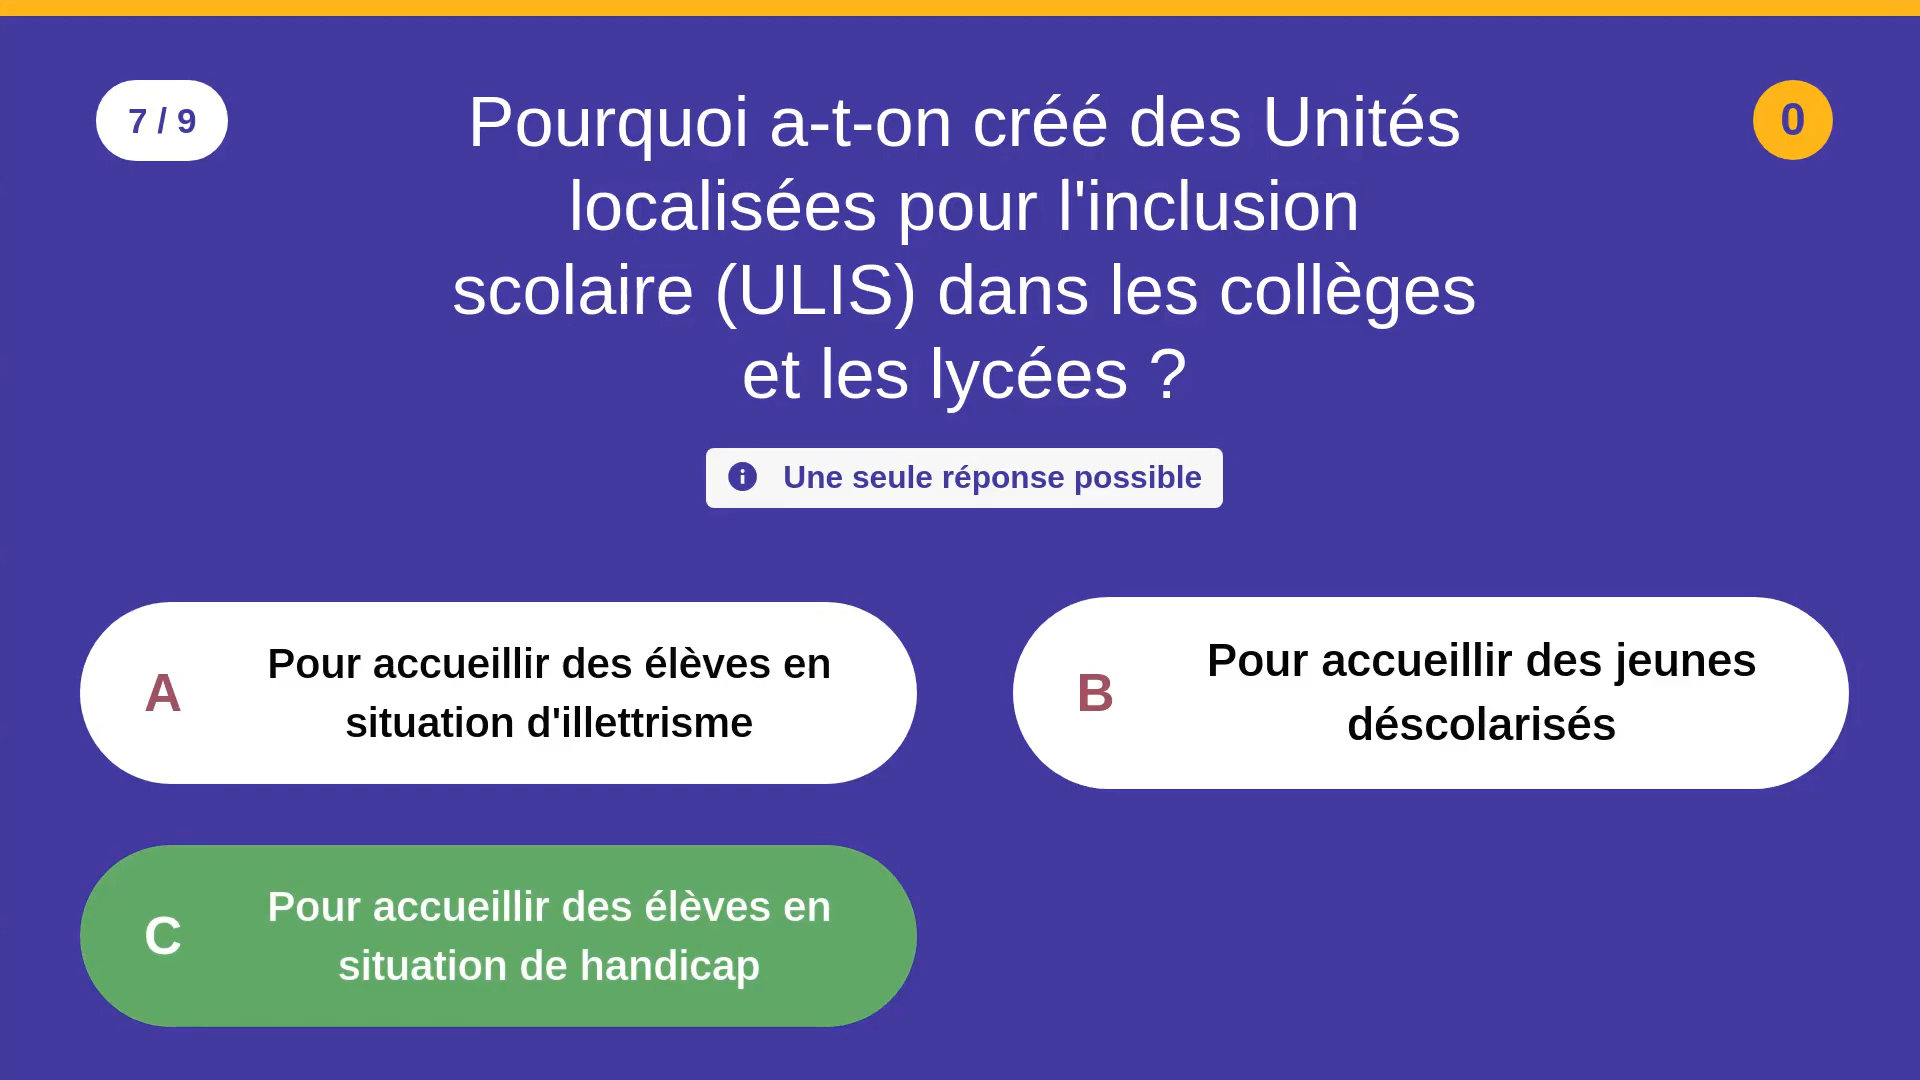 7 / 9
Pourquoi a-t-on créé des Unités
localisées pour l'inclusion
scolaire (ULIS) dans les collèges
et les lycées ?
0
Une seule réponse possible
A
Pour accueillir des élèves en
situation d'illettrisme
B
Pour accueillir des jeunes
déscolarisés
C
Pour accueillir des élèves en
situation de handicap